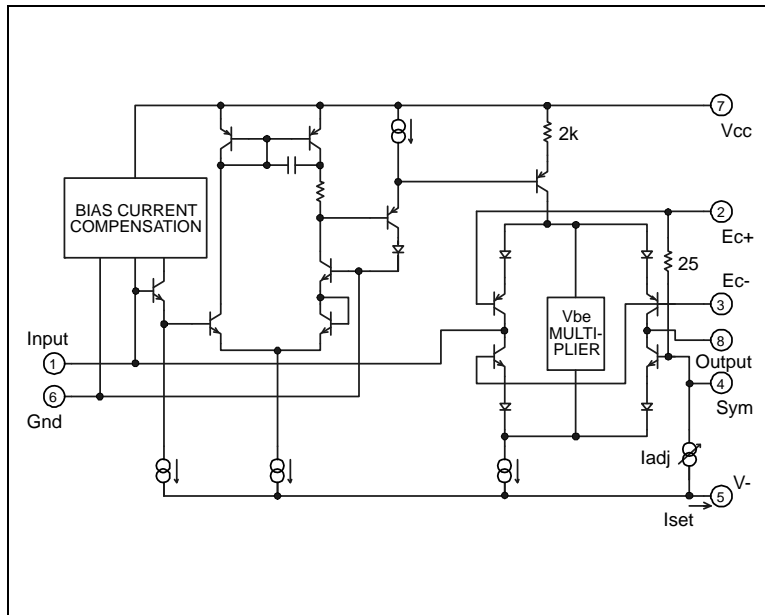 7
Vcc
2k
BIAS CURRENT
COMPENSATION
2
Ec+
25
Ec-
3
Vbe
MULTI-
PLIER
8
Output
Input
1
6
Gnd
4
Sym
Iadj
V-
5
Iset